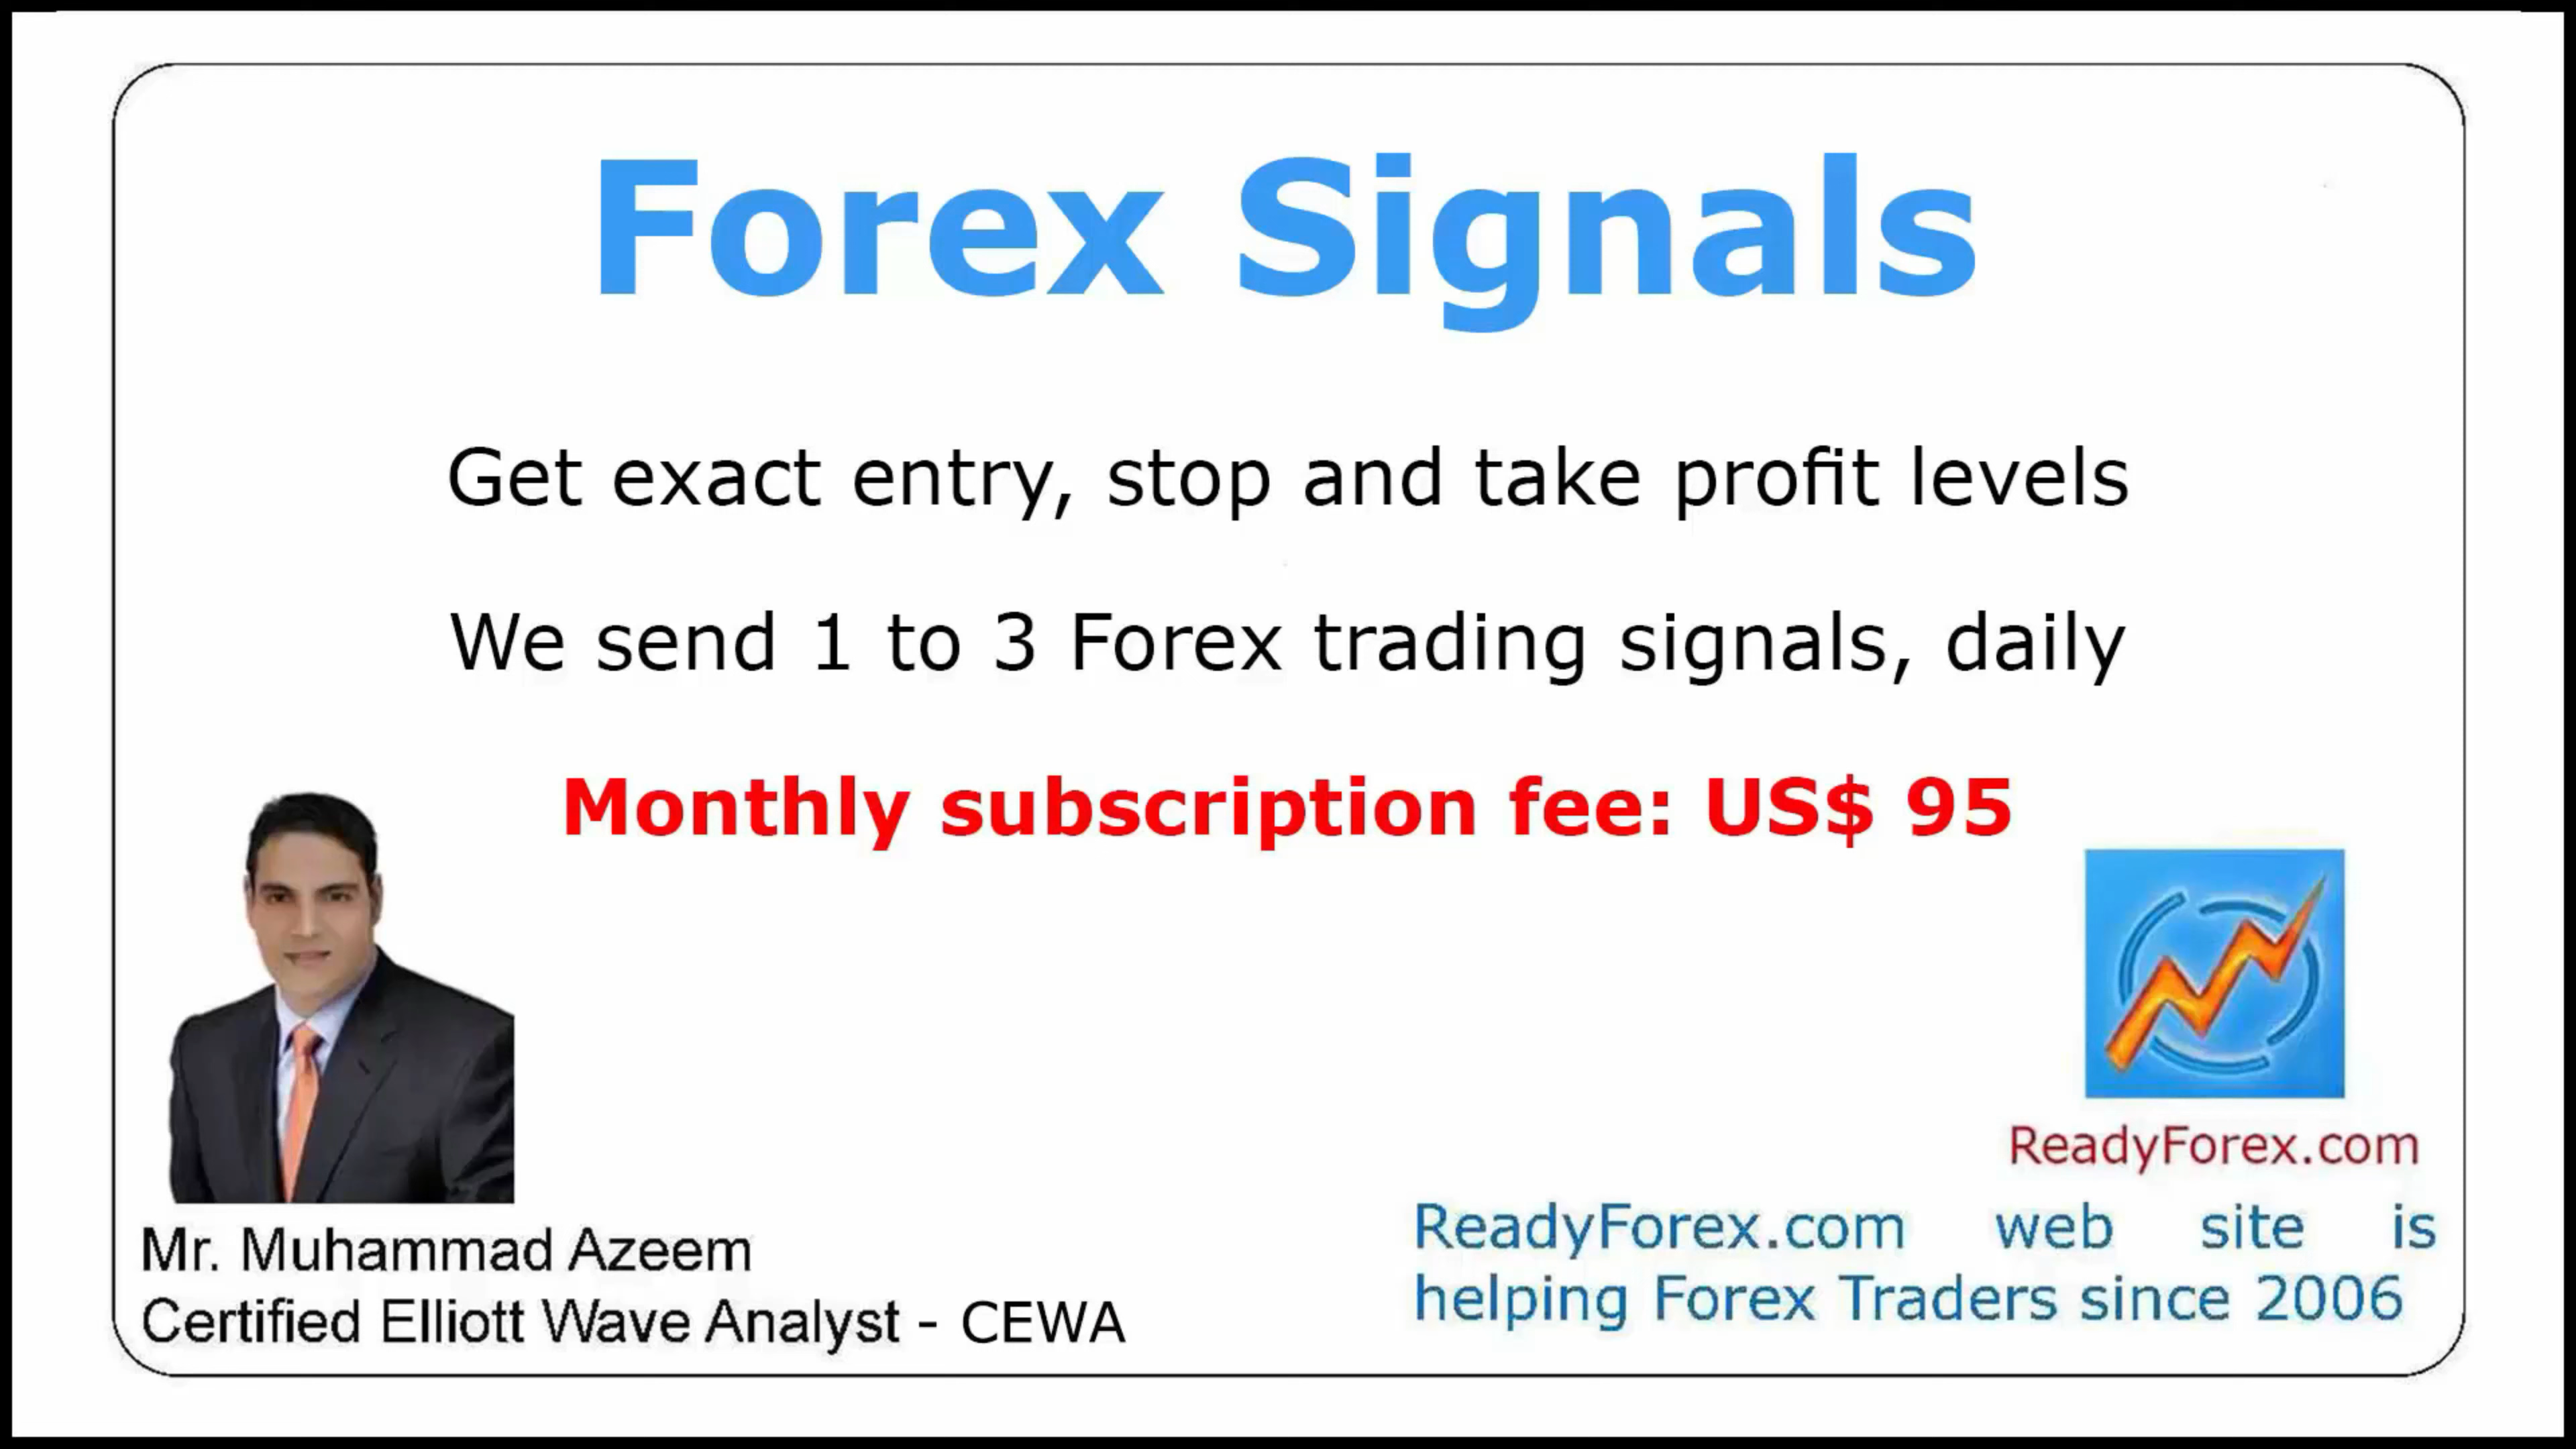 Forex Signals
Get exact entry, stop and take profit levels
We send 1 to 3 Forex trading signals, daily
Monthly subscription fee: US$ 95
Mr. Muhammad Azeem
Certified Elliott Wave Analyst - CEWA
ReadyForex.com
ReadyForex.com web site is
helping Forex Traders since 2006